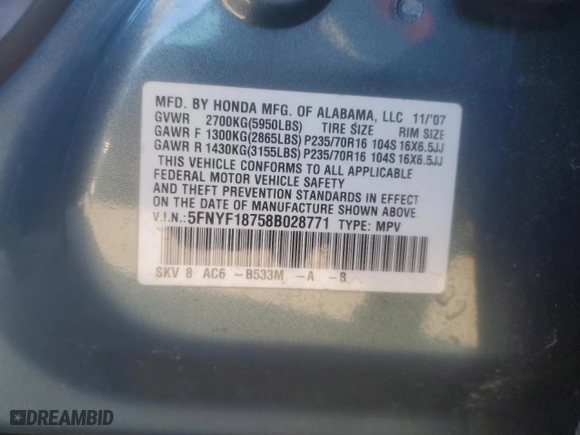 MFD. BY HONDA MFG. OF ALABAMA, LLC 11/'07
GVWR 2700KG(5950LBS) TIRE SIZE RIM SIZE
GAWR F 1300KG(2865LBS) P235/70R16 104S 16X6.5JJ
GAWR R 1430KG(3155LBS) P235/70R16 104S 16X6.5JJ
THIS VEHICLE CONFORMS TO ALL APPLICABLE
FEDERAL MOTOR VEHICLE SAFETY
AND THEFT PREVENTION STANDARDS IN EFFECT
ON THE DATE OF MANUFACTURE SHOWN ABOVE.
V.I.N.:5FNYF18758B028771 TYPE: MPV
SKV 8 AC6 -B533M -A -B
DREAMBID